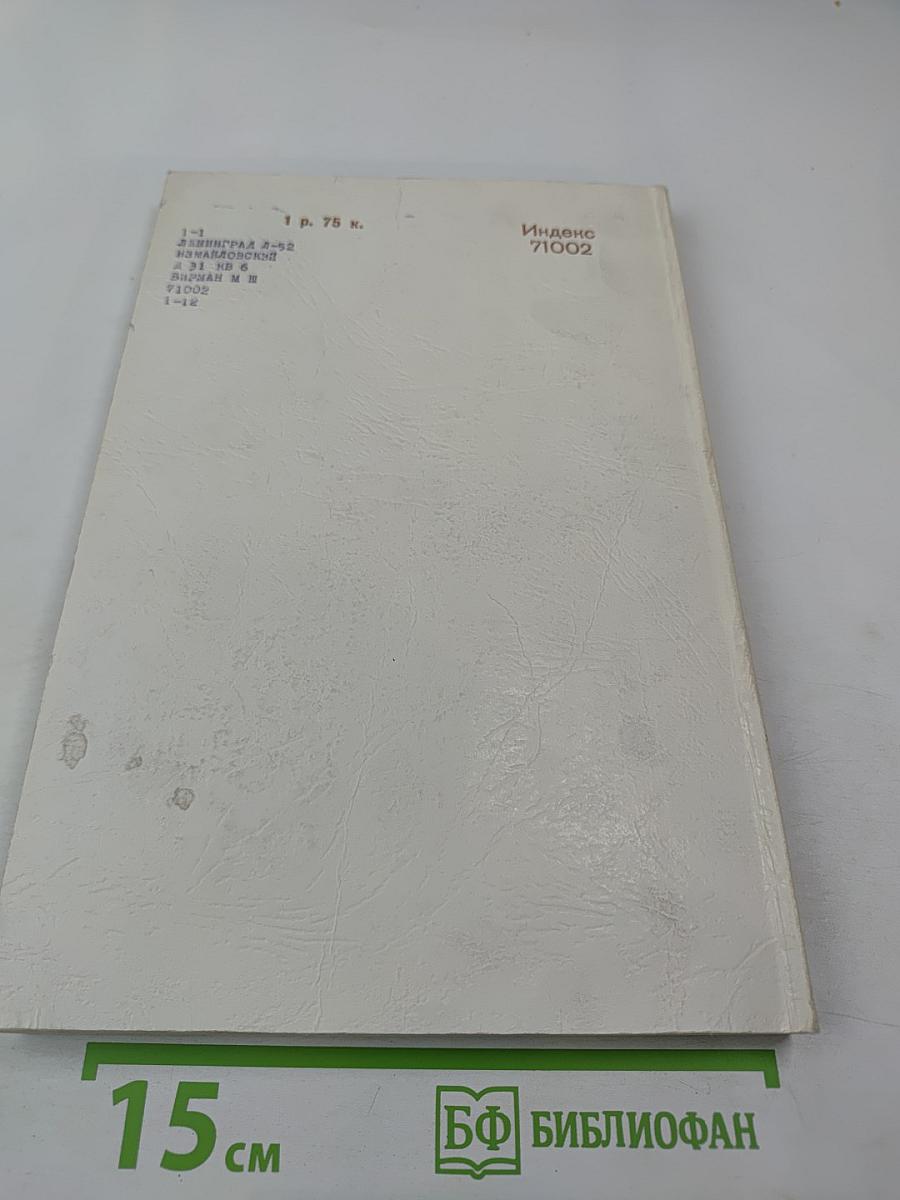 1 р. 75 к.
Индекс
71002
1-1
ЛЕНИНГРАД Л-52
ИЗМАЙЛОВСКИЙ
Д 31 КВ 6
БИРМАН М Ш
71002
1-12
15 см
БФ БИБЛИОФАН